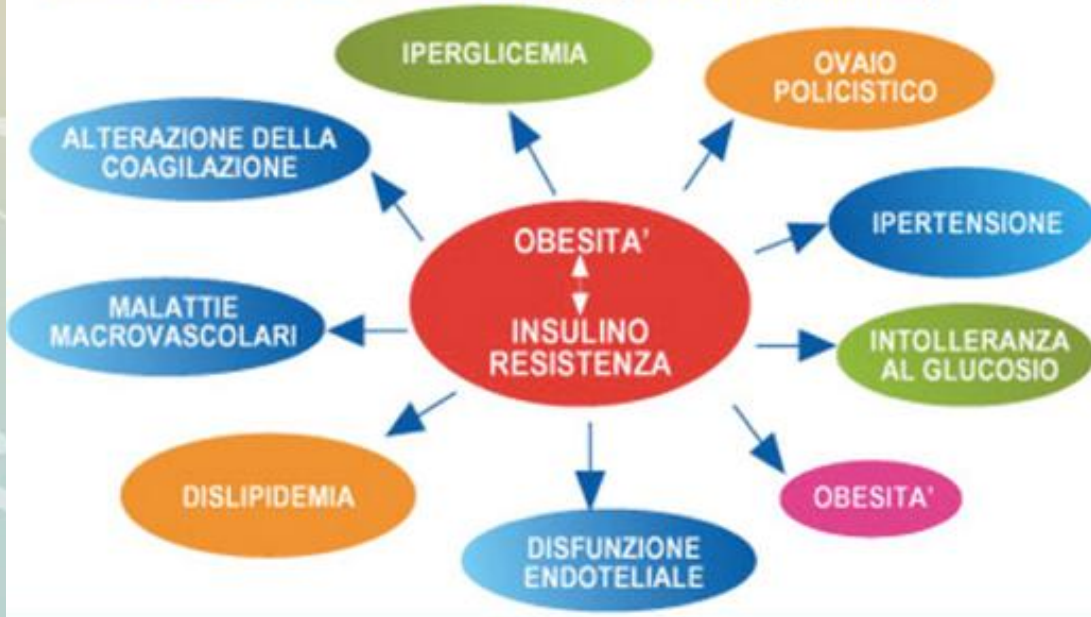 IPERGLICEMIA
OVAIO
POLICISTICO
ALTERAZIONE DELLA
COAGILAZIONE
OBESITA'
INSULINO
RESISTENZA
IPERTENSIONE
MALATTIE
MACROVASCOLARI
INTOLLERANZA
AL GLUCOSIO
DISLIPIDEMIA
OBESITA'
DISFUNZIONE
ENDOTELIALE